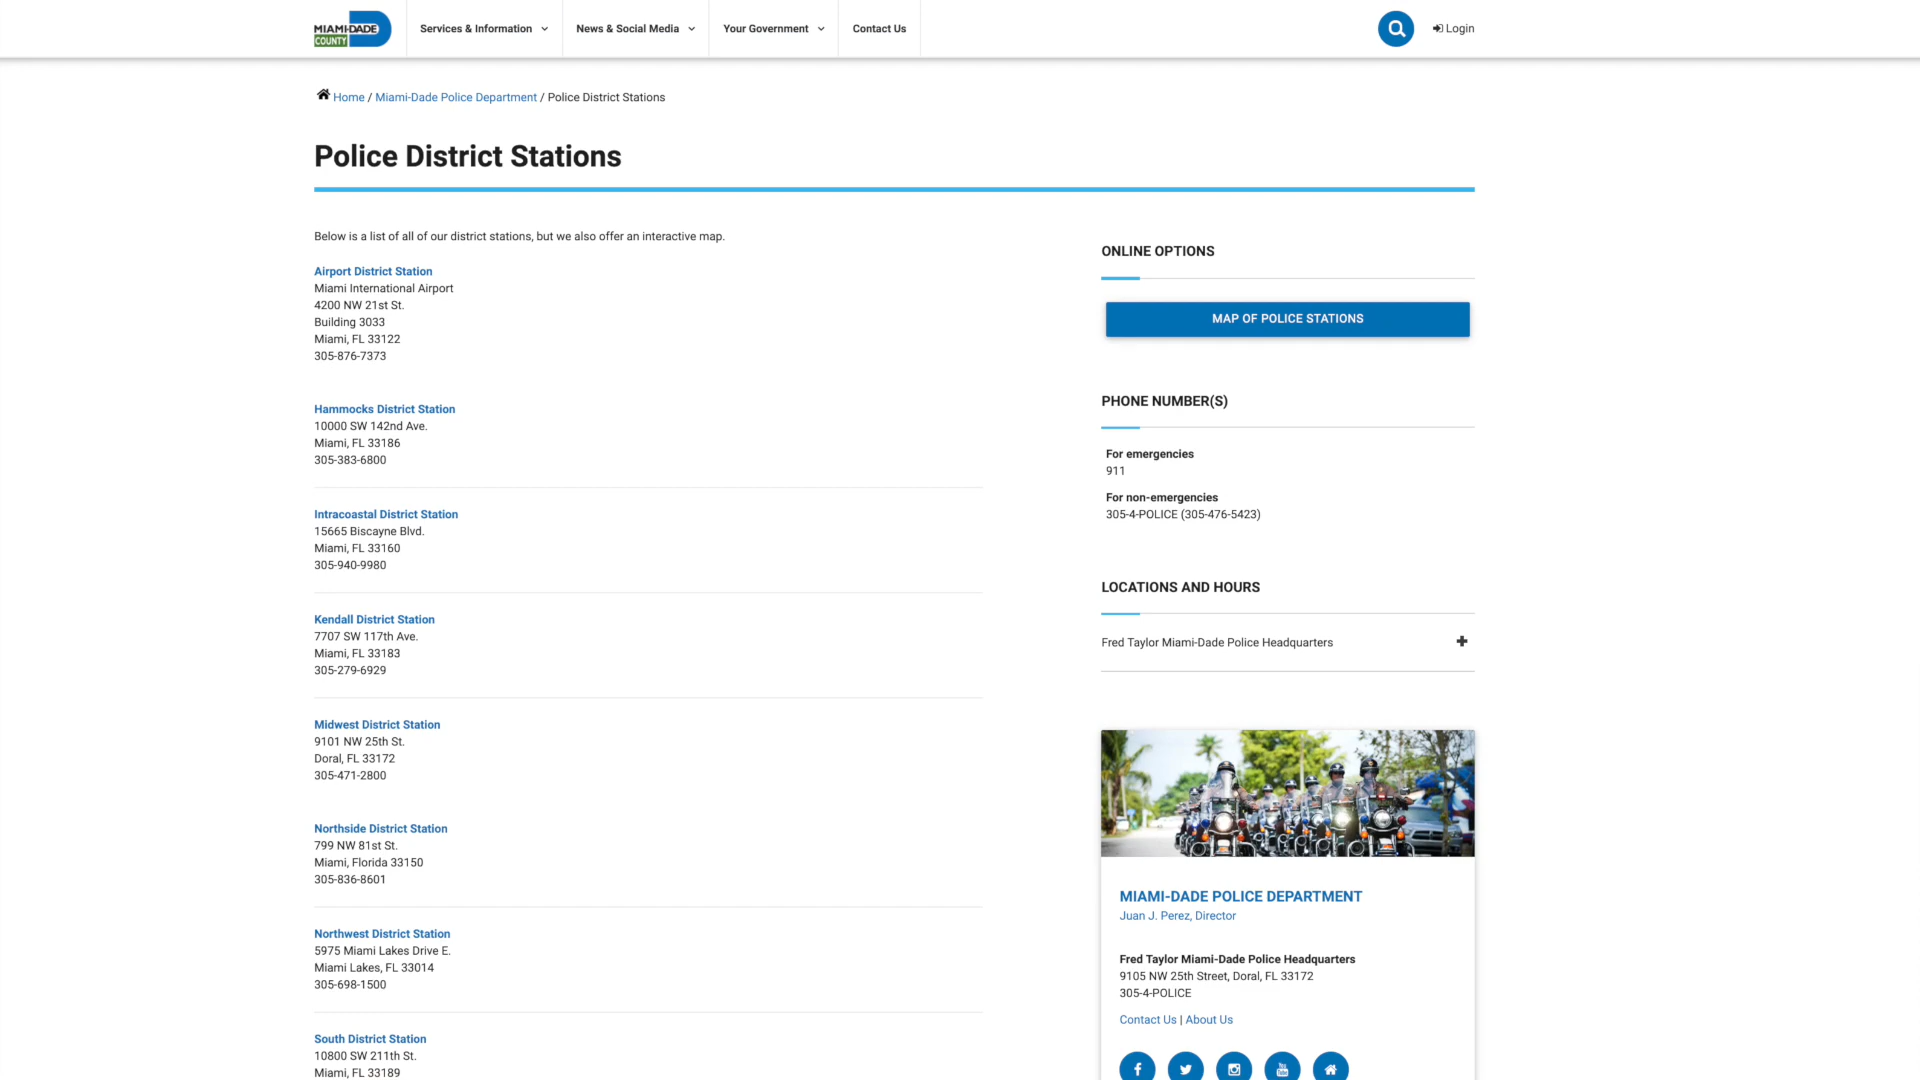 MIAMI-DADE
COUNTY
Services & Information
News & Social Media
Your Government
Contact Us
Login
Home / Miami-Dade Police Department / Police District Stations
Police District Stations
Below is a list of all of our district stations, but we also offer an interactive map.
Airport District Station
Miami International Airport
4200 NW 21st St.
Building 3033
Miami, FL 33122
305-876-7373
Hammocks District Station
10000 SW 142nd Ave.
Miami, FL 33186
305-383-6800
Intracoastal District Station
15665 Biscayne Blvd.
Miami, FL 33160
305-940-9980
Kendall District Station
7707 SW 117th Ave.
Miami, FL 33183
305-279-6929
Midwest District Station
9101 NW 25th St.
Doral, FL 33172
305-471-2800
Northside District Station
799 NW 81st St.
Miami, Florida 33150
305-836-8601
Northwest District Station
5975 Miami Lakes Drive E.
Miami Lakes, FL 33014
305-698-1500
South District Station
10800 SW 211th St.
Miami, FL 33189
ONLINE OPTIONS
MAP OF POLICE STATIONS
PHONE NUMBER(S)
For emergencies
911
For non-emergencies
305-4-POLICE (305-476-5423)
LOCATIONS AND HOURS
Fred Taylor Miami-Dade Police Headquarters
MIAMI-DADE POLICE DEPARTMENT
Juan J. Perez, Director
Fred Taylor Miami-Dade Police Headquarters
9105 NW 25th Street, Doral, FL 33172
305-4-POLICE
Contact Us | About Us